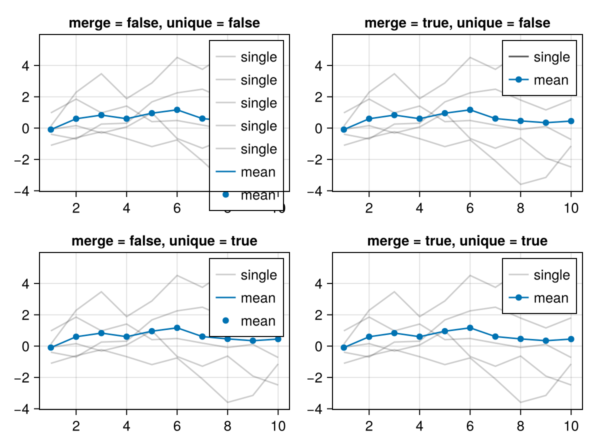 merge = false, unique = false
4
2
0
−2
−4
2
4
6
10
single
single
single
single
single
mean
mean
merge = true, unique = false
4
2
0
−2
−4
2
4
6
8
10
single
mean
merge = false, unique = true
4
2
0
−2
−4
2
4
6
8
10
single
mean
mean
merge = true, unique = true
4
2
0
−2
−4
2
4
6
8
10
single
mean